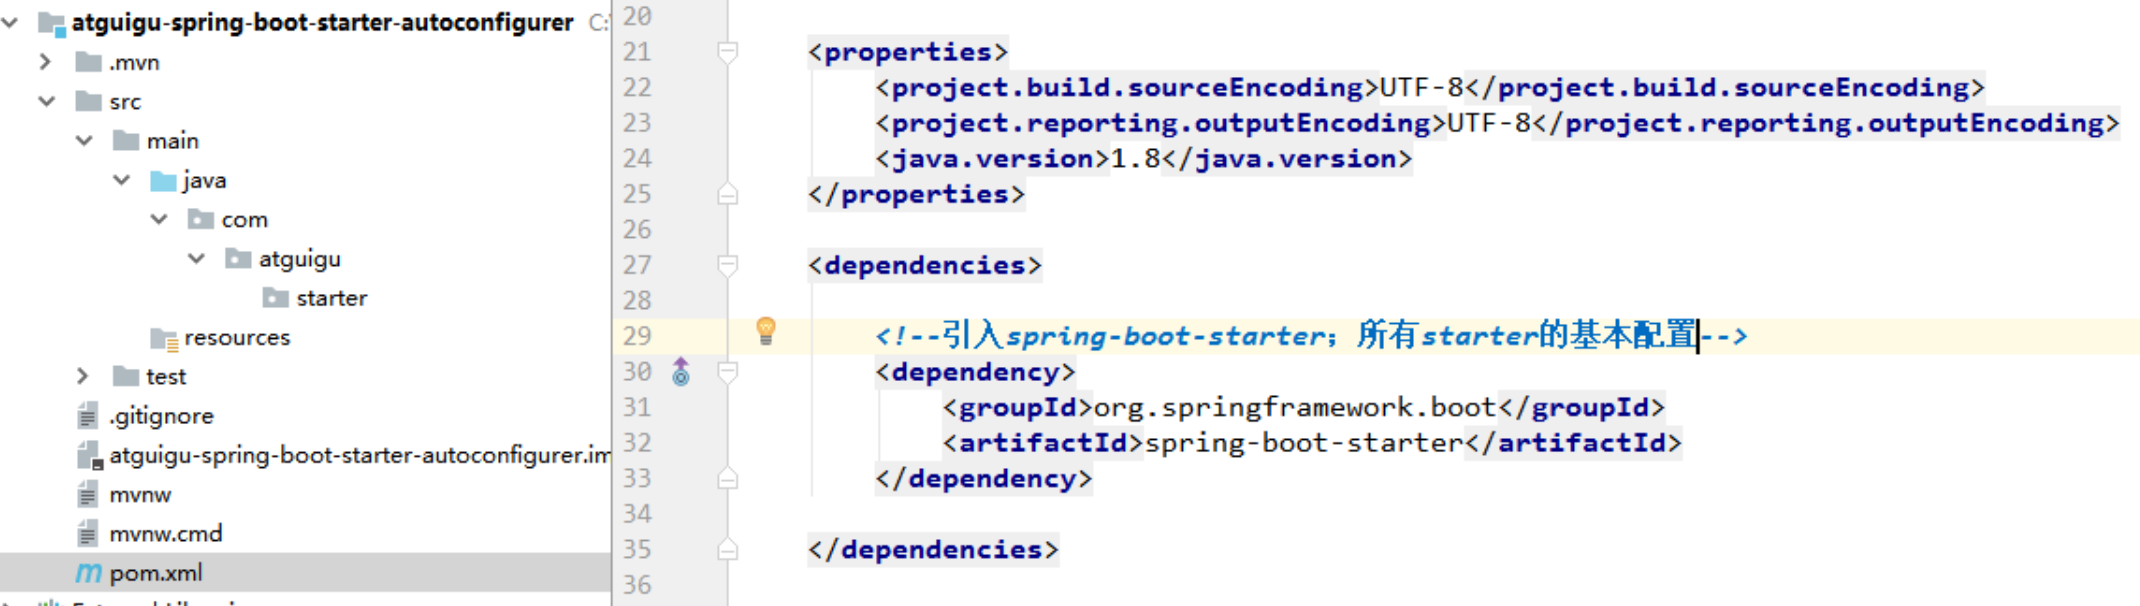 atguigu-spring-boot-starter-autoconfigurer C:
.mvn
src
main
java
com
atguigu
starter
resources
test
.gitignore
atguigu-spring-boot-starter-autoconfigurer.im
mvnw
mvnw.cmd
pom.xml
20
21 <properties>
22 <project.build.sourceEncoding>UTF-8</project.build.sourceEncoding>
23 <project.reporting.outputEncoding>UTF-8</project.reporting.outputEncoding>
24 <java.version>1.8</java.version>
25 </properties>
26
27 <dependencies>
28
29 <!--引入spring-boot-starter；所有starter的基本配置-->
30 <dependency>
31 <groupId>org.springframework.boot</groupId>
32 <artifactId>spring-boot-starter</artifactId>
33 </dependency>
34
35 </dependencies>
36